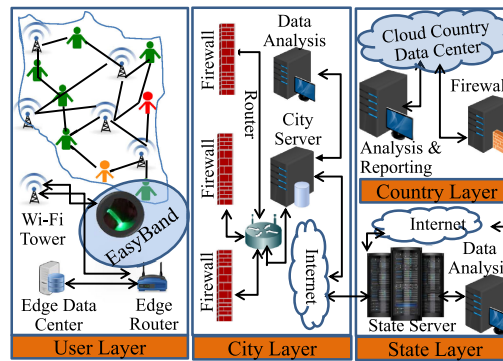 EasyBand
Wi-Fi
Tower
Edge Data
Center
Edge
Router
User Layer
Firewall
Data
Analysis
Router
City
Server
Firewall
Internet
Firewall
City Layer
Cloud Country
Data Center
Firewall
Analysis &
Reporting
Country Layer
Internet
Data
Analysis
State Server
State Layer